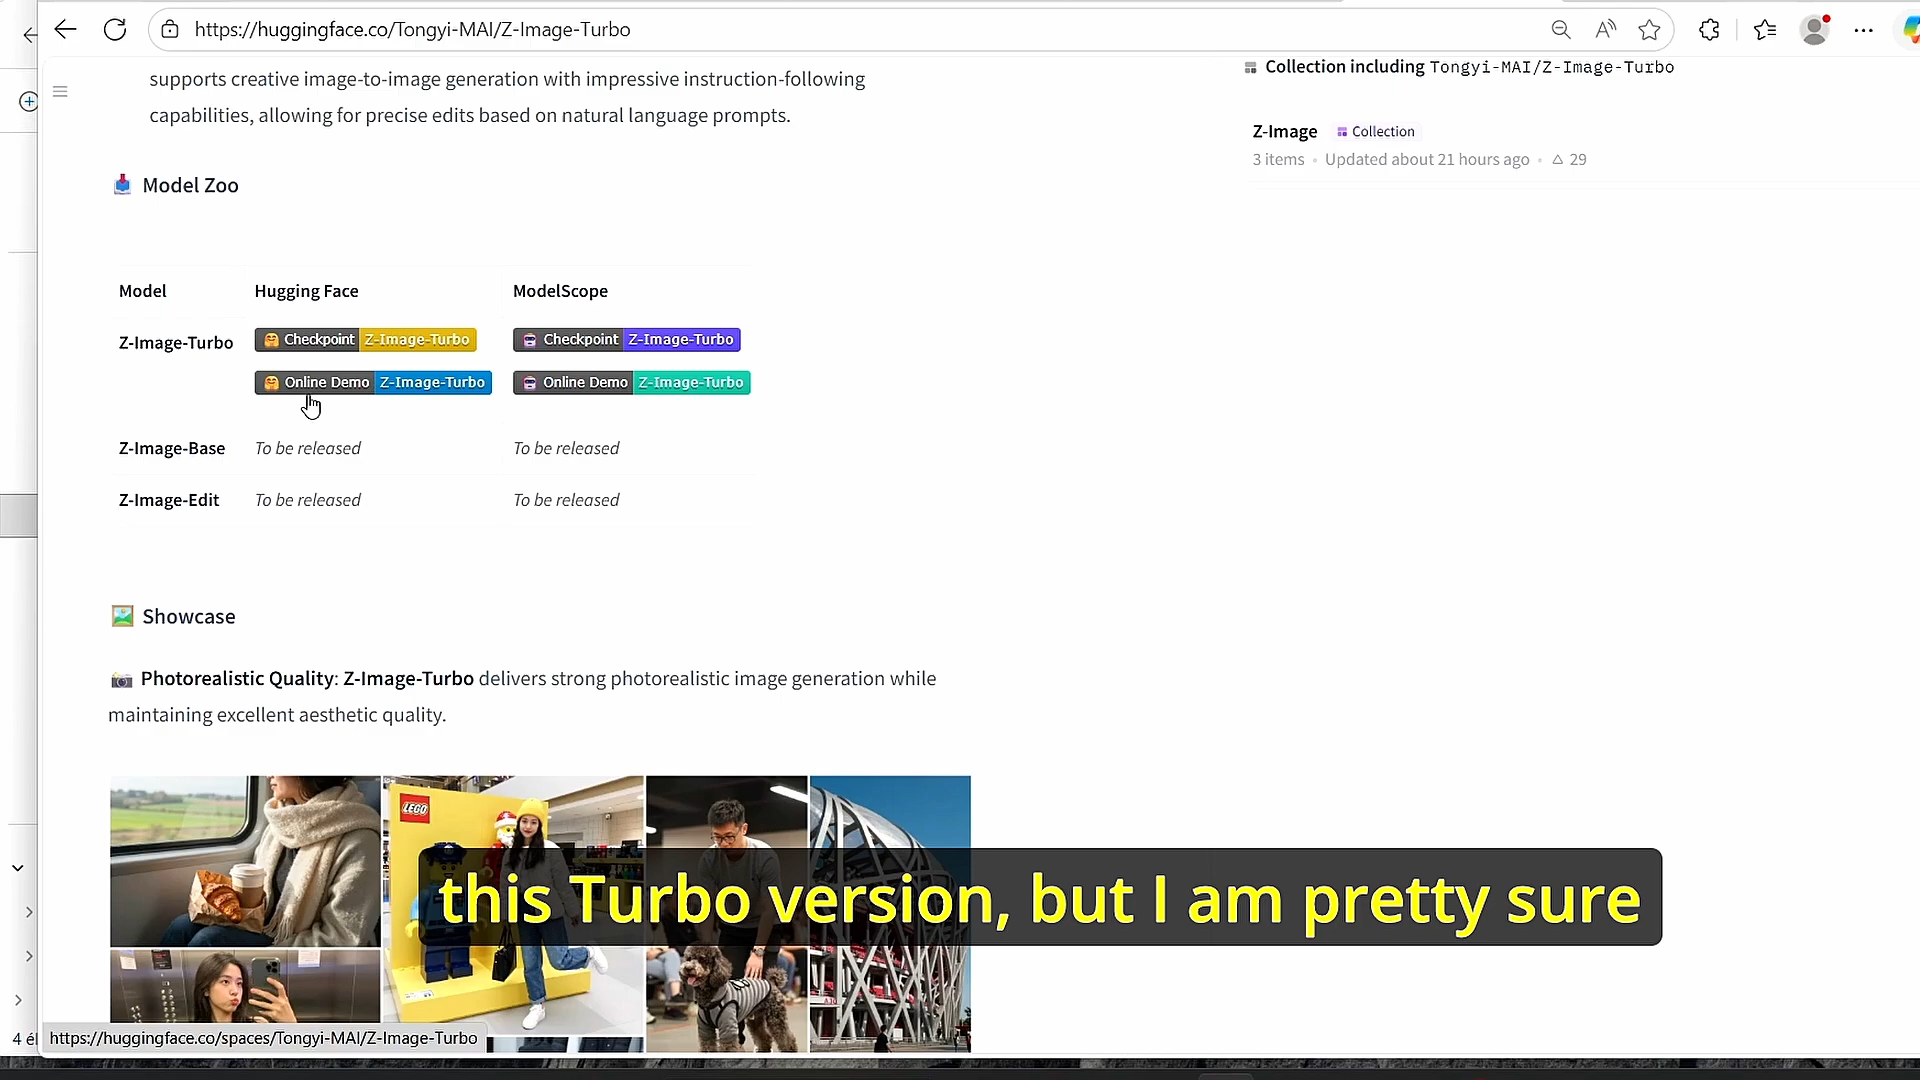 https://huggingface.co/Tongyi-MAI/Z-Image-Turbo
supports creative image-to-image generation with impressive instruction-following
capabilities, allowing for precise edits based on natural language prompts.
Collection including Tongyi-MAI/Z-Image-Turbo
Z-Image Collection
3 items • Updated about 21 hours ago • 29
Model Zoo
Model Hugging Face ModelScope
Z-Image-Turbo Checkpoint Z-Image-Turbo Checkpoint Z-Image-Turbo
Online Demo Z-Image-Turbo Online Demo Z-Image-Turbo
Z-Image-Base To be released To be released
Z-Image-Edit To be released To be released
Showcase
Photorealistic Quality: Z-Image-Turbo delivers strong photorealistic image generation while
maintaining excellent aesthetic quality.
LEGO
this Turbo version, but I am pretty sure
4 él
https://huggingface.co/spaces/Tongyi-MAI/Z-Image-Turbo